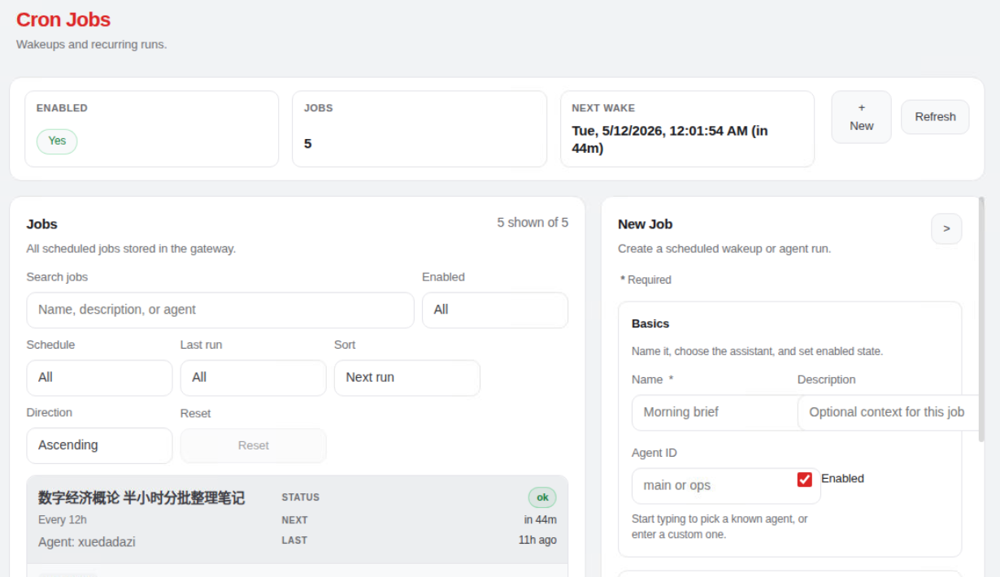 Cron Jobs
Wakeups and recurring runs.
ENABLED
Yes
JOBS
5
NEXT WAKE
Tue, 5/12/2026, 12:01:54 AM (in
44m)
+
New
Refresh
Jobs
5 shown of 5
All scheduled jobs stored in the gateway.
Search jobs
Enabled
Name, description, or agent
All
Schedule
Last run
Sort
All
All
Next run
Direction
Reset
Ascending
Reset
数字经济概论 半小时分批整理笔记
STATUS
ok
Every 12h
NEXT
in 44m
Agent: xuedadazi
LAST
11h ago
New Job
>
Create a scheduled wakeup or agent run.
* Required
Basics
Name it, choose the assistant, and set enabled state.
Name *
Description
Morning brief
Optional context for this job
Agent ID
main or ops
Enabled
Start typing to pick a known agent, or
enter a custom one.